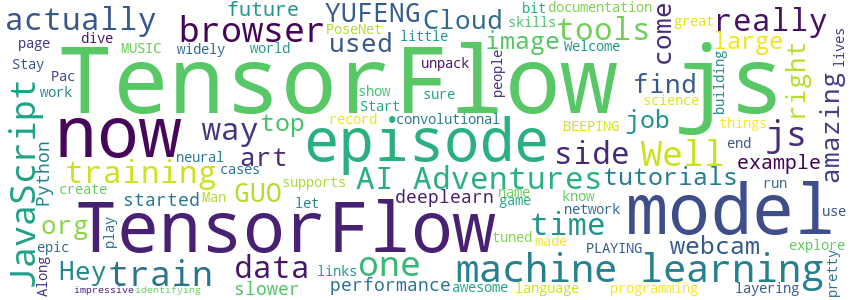 actually
future
YUFENG
Cloud
bit
documentation
come
great
page
dive
MUSIC
widely
browser
world
PoseNet
little
skills
tools
Welcome
really
Stay
Pac
work
used
image
large
lives
TensorFlow js
unpack
people
find
right
building
show
Start
sure
science
amazing
JavaScript
Python
now
way
top
record
convolutional
episode
BEEPING
job
things
js
neural
art
cases
side
Well
end
example
training
create
GUO
supports
AI Adventures
tutorials
run
started
Man
let
deeplearn
name
game
know
network
use
org
play
TensorFlow
tuned
made
time
model
epic
Along
PLAYING
webcam
explore
Hey
train
data
slower
links
one
performance
awesome
machine learning
language
layering
programming
pretty
impressive
identifying